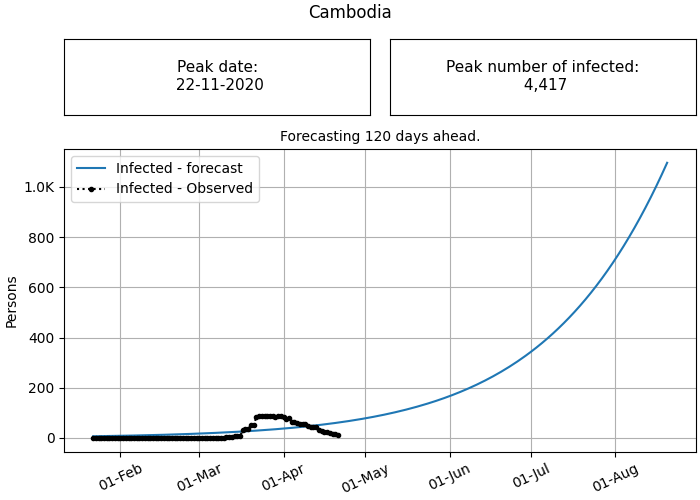 Cambodia
Peak date:
22-11-2020
Peak number of infected:
4,417
Forecasting 120 days ahead.
Infected - forecast
Infected - Observed
Persons
1.0K
800
600
400
200
0
01-Feb
01-Mar
01-Apr
01-May
01-Jun
01-Jul
01-Aug